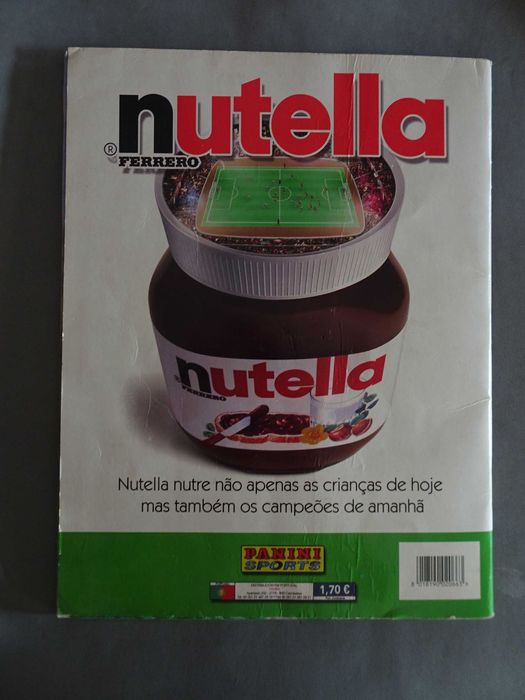 nutella
®
FERRERO
nutella
®
FERRERO
Nutella nutre não apenas as crianças de hoje
mas também os campeões de amanhã
PANINI
SPORTS
1,70 €